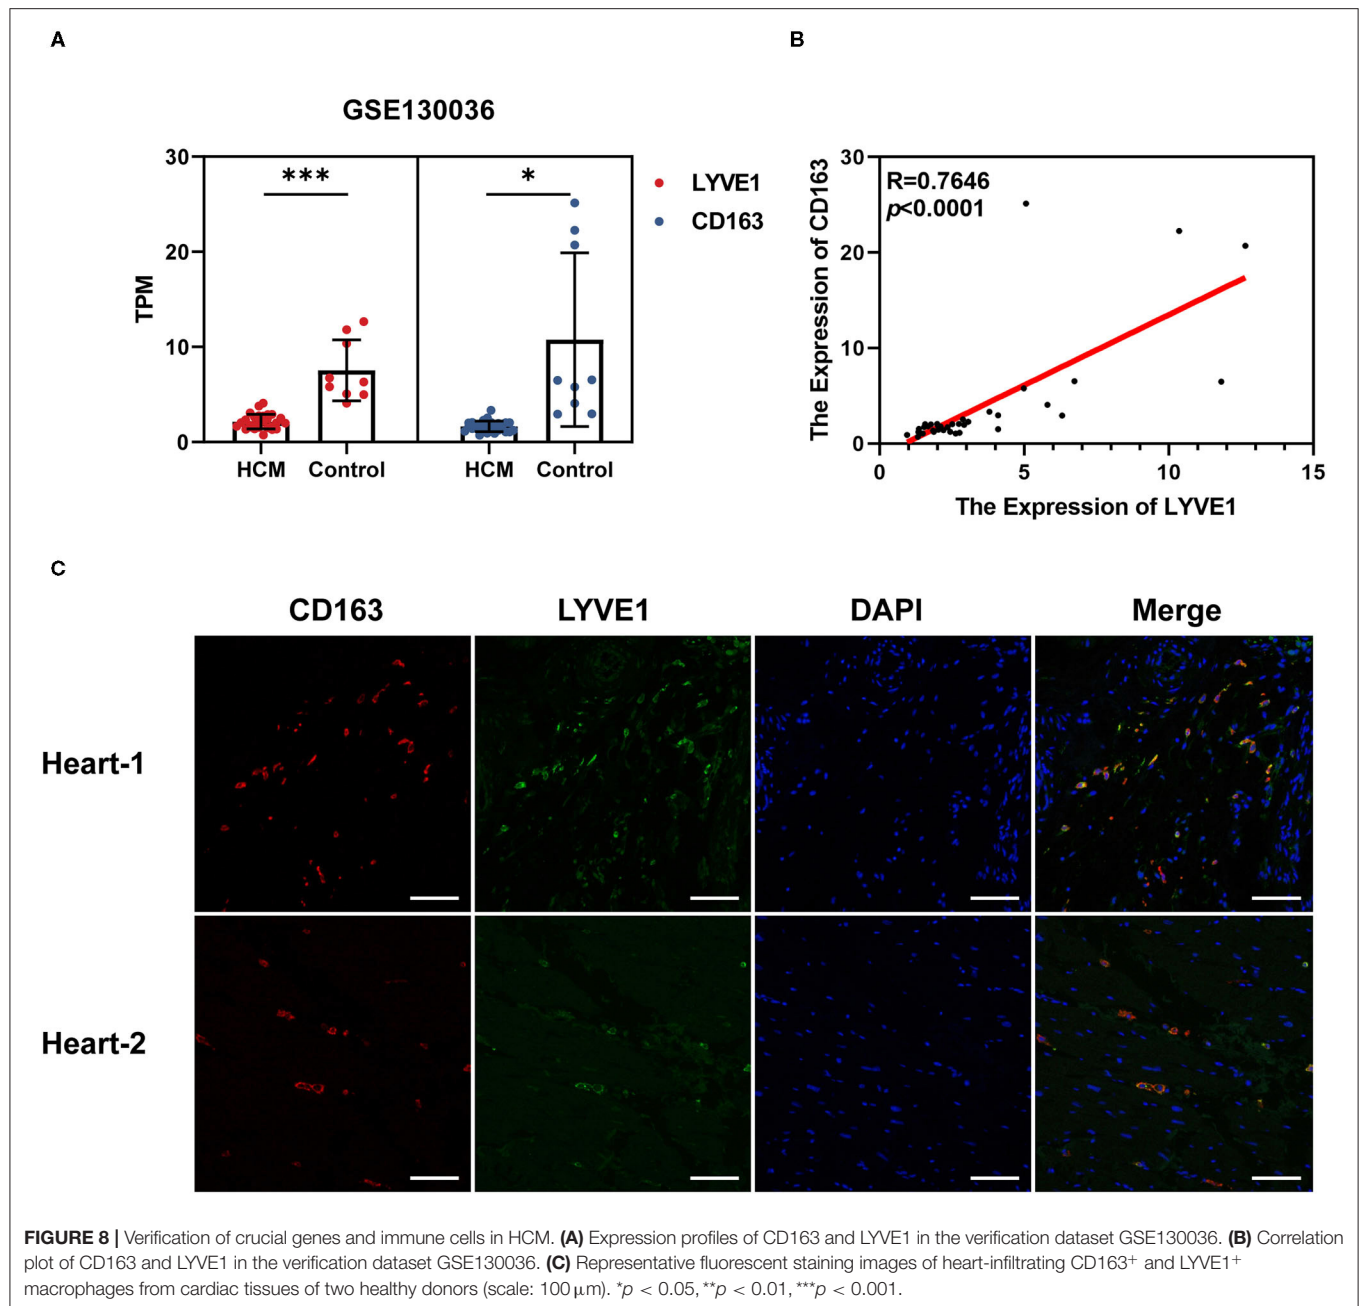 A
B
GSE130036
30
20
10
0
TPM
***
*
HCM
Control
HCM
Control
LYVE1
CD163
R=0.7646
p<0.0001
30
20
10
0
The Expression of CD163
0
5
10
15
The Expression of LYVE1
C
CD163
LYVE1
DAPI
Merge
Heart-1
Heart-2
FIGURE 8 | Verification of crucial genes and immune cells in HCM. (A) Expression profiles of CD163 and LYVE1 in the verification dataset GSE130036. (B) Correlation
plot of CD163 and LYVE1 in the verification dataset GSE130036. (C) Representative fluorescent staining images of heart-infiltrating CD163⁺ and LYVE1⁺
macrophages from cardiac tissues of two healthy donors (scale: 100 μm). *p < 0.05, **p < 0.01, ***p < 0.001.